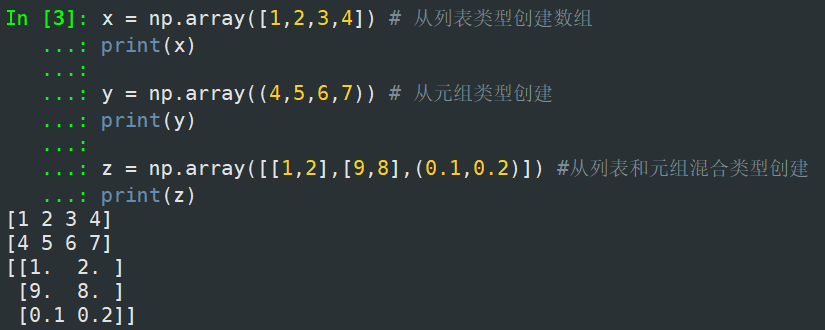 In [3]: x = np.array([1,2,3,4]) # 从列表类型创建数组
   ...: print(x)
   ...:
   ...: y = np.array((4,5,6,7)) # 从元组类型创建
   ...: print(y)
   ...:
   ...: z = np.array([[1,2],[9,8],(0.1,0.2)]) #从列表和元组混合类型创建
   ...: print(z)
[1 2 3 4]
[4 5 6 7]
[[1.  2. ]
 [9.  8. ]
 [0.1 0.2]]